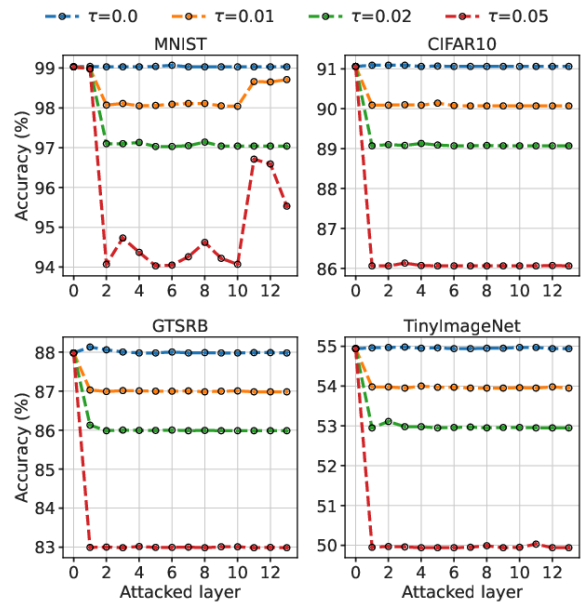 τ=0.0 τ=0.01 τ=0.02 τ=0.05
MNIST CIFAR10
99
98
97
96
95
94
Accuracy (%)
0 2 4 6 8 10 12
91
90
89
88
87
86
0 2 4 6 8 10 12
GTSRB TinyImageNet
88
87
86
85
84
83
Accuracy (%)
0 2 4 6 8 10 12
Attacked layer
55
54
53
52
51
50
0 2 4 6 8 10 12
Attacked layer